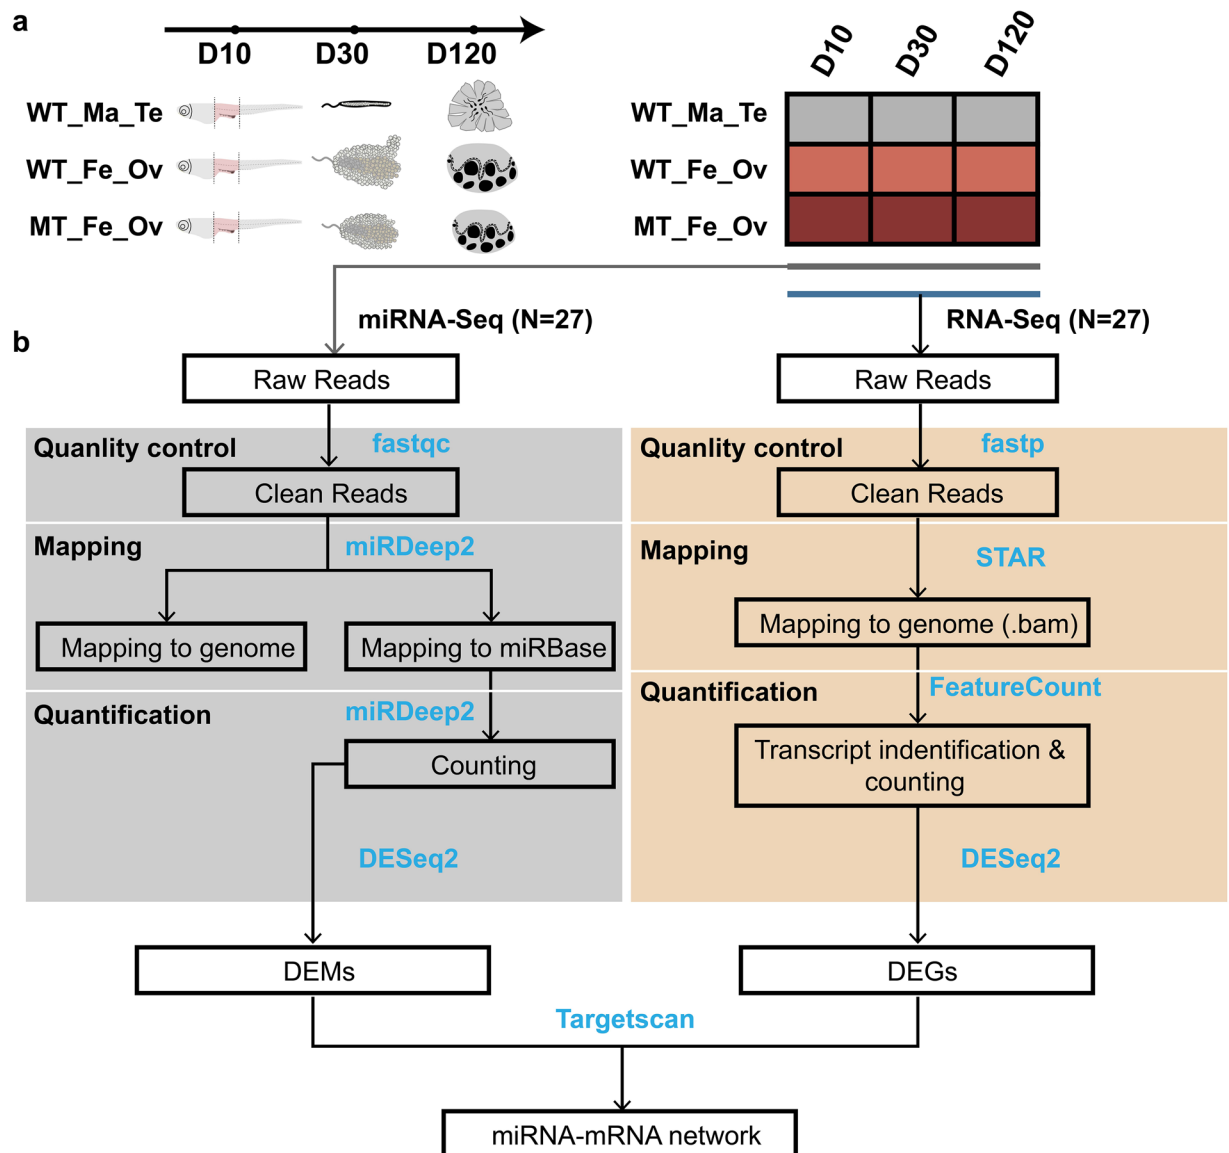 a
D10 D30 D120
WT_Ma_Te
WT_Fe_Ov
MT_Fe_Ov
D10 D30 D120
WT_Ma_Te
WT_Fe_Ov
MT_Fe_Ov
miRNA-Seq (N=27)
RNA-Seq (N=27)
b
Raw Reads
Quanlity control
fastqc
Clean Reads
Mapping
miRDeep2
Mapping to genome
Mapping to miRBase
Quantification
miRDeep2
Counting
DESeq2
DEMs
Raw Reads
Quanlity control
fastp
Clean Reads
Mapping
STAR
Mapping to genome (.bam)
Quantification
FeatureCount
Transcript indentification &
counting
DESeq2
DEGs
Targetscan
miRNA-mRNA network